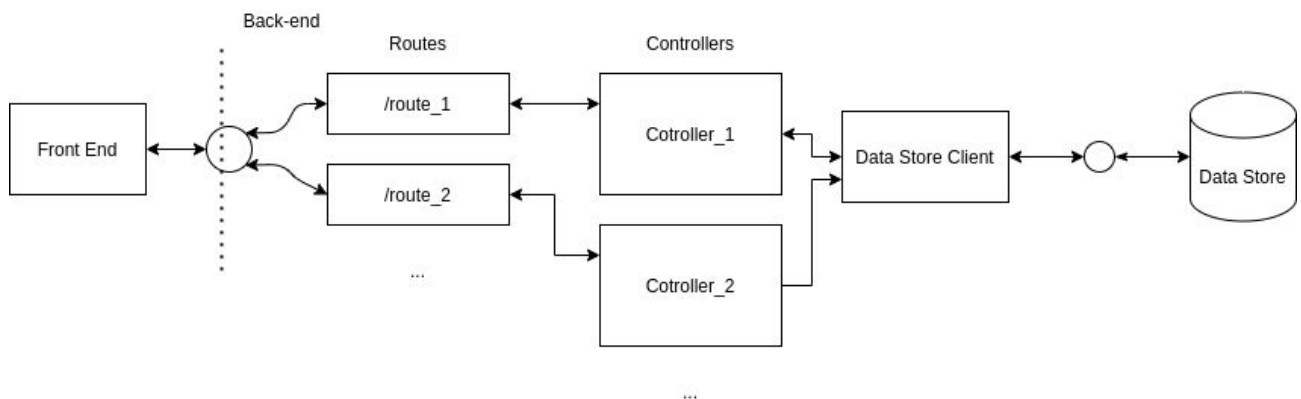 Back-end
Routes
Controllers
Front End
/route_1
Cotroller_1
Data Store Client
Data Store
/route_2
...
Cotroller_2
...